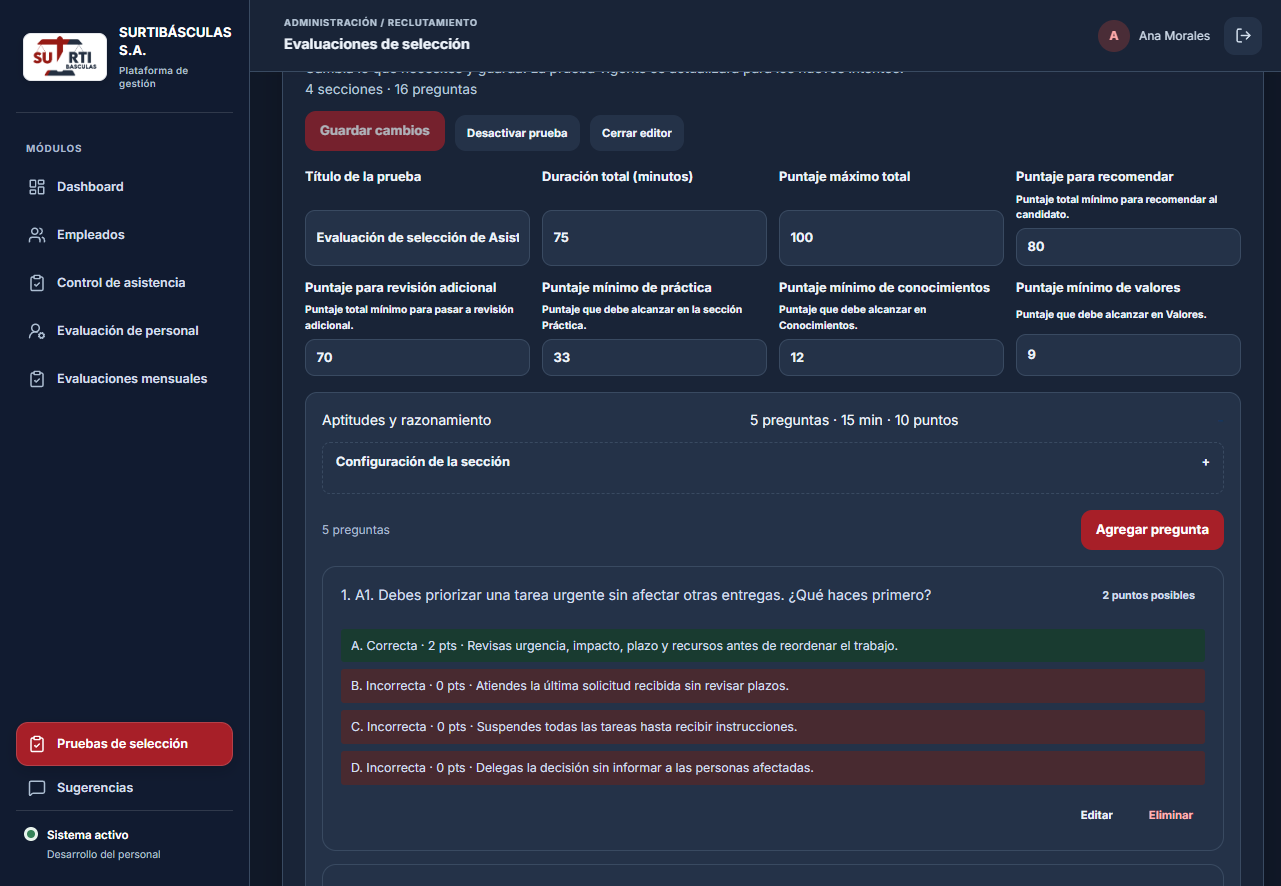 SURTI
BASCULAS
SURTIBÁSCULAS
S.A.
Plataforma de
gestión
MÓDULOS
Dashboard
Empleados
Control de asistencia
Evaluación de personal
Evaluaciones mensuales
Pruebas de selección
Sugerencias
Sistema activo
Desarrollo del personal
ADMINISTRACIÓN / RECLUTAMIENTO
Evaluaciones de selección
A
Ana Morales
4 secciones · 16 preguntas
Guardar cambios
Desactivar prueba
Cerrar editor
Título de la prueba
Evaluación de selección de Asist
Duración total (minutos)
75
Puntaje máximo total
100
Puntaje para recomendar
Puntaje total mínimo para recomendar al
candidato.
80
Puntaje para revisión adicional
Puntaje total mínimo para pasar a revisión
adicional.
70
Puntaje mínimo de práctica
Puntaje que debe alcanzar en la sección
Práctica.
33
Puntaje mínimo de conocimientos
Puntaje que debe alcanzar en
Conocimientos.
12
Puntaje mínimo de valores
Puntaje que debe alcanzar en Valores.
9
Aptitudes y razonamiento
5 preguntas · 15 min · 10 puntos
Configuración de la sección
+
5 preguntas
Agregar pregunta
1. A1. Debes priorizar una tarea urgente sin afectar otras entregas. ¿Qué haces primero?
2 puntos posibles
A. Correcta · 2 pts · Revisas urgencia, impacto, plazo y recursos antes de reordenar el trabajo.
B. Incorrecta · 0 pts · Atiendes la última solicitud recibida sin revisar plazos.
C. Incorrecta · 0 pts · Suspendes todas las tareas hasta recibir instrucciones.
D. Incorrecta · 0 pts · Delegas la decisión sin informar a las personas afectadas.
Editar
Eliminar